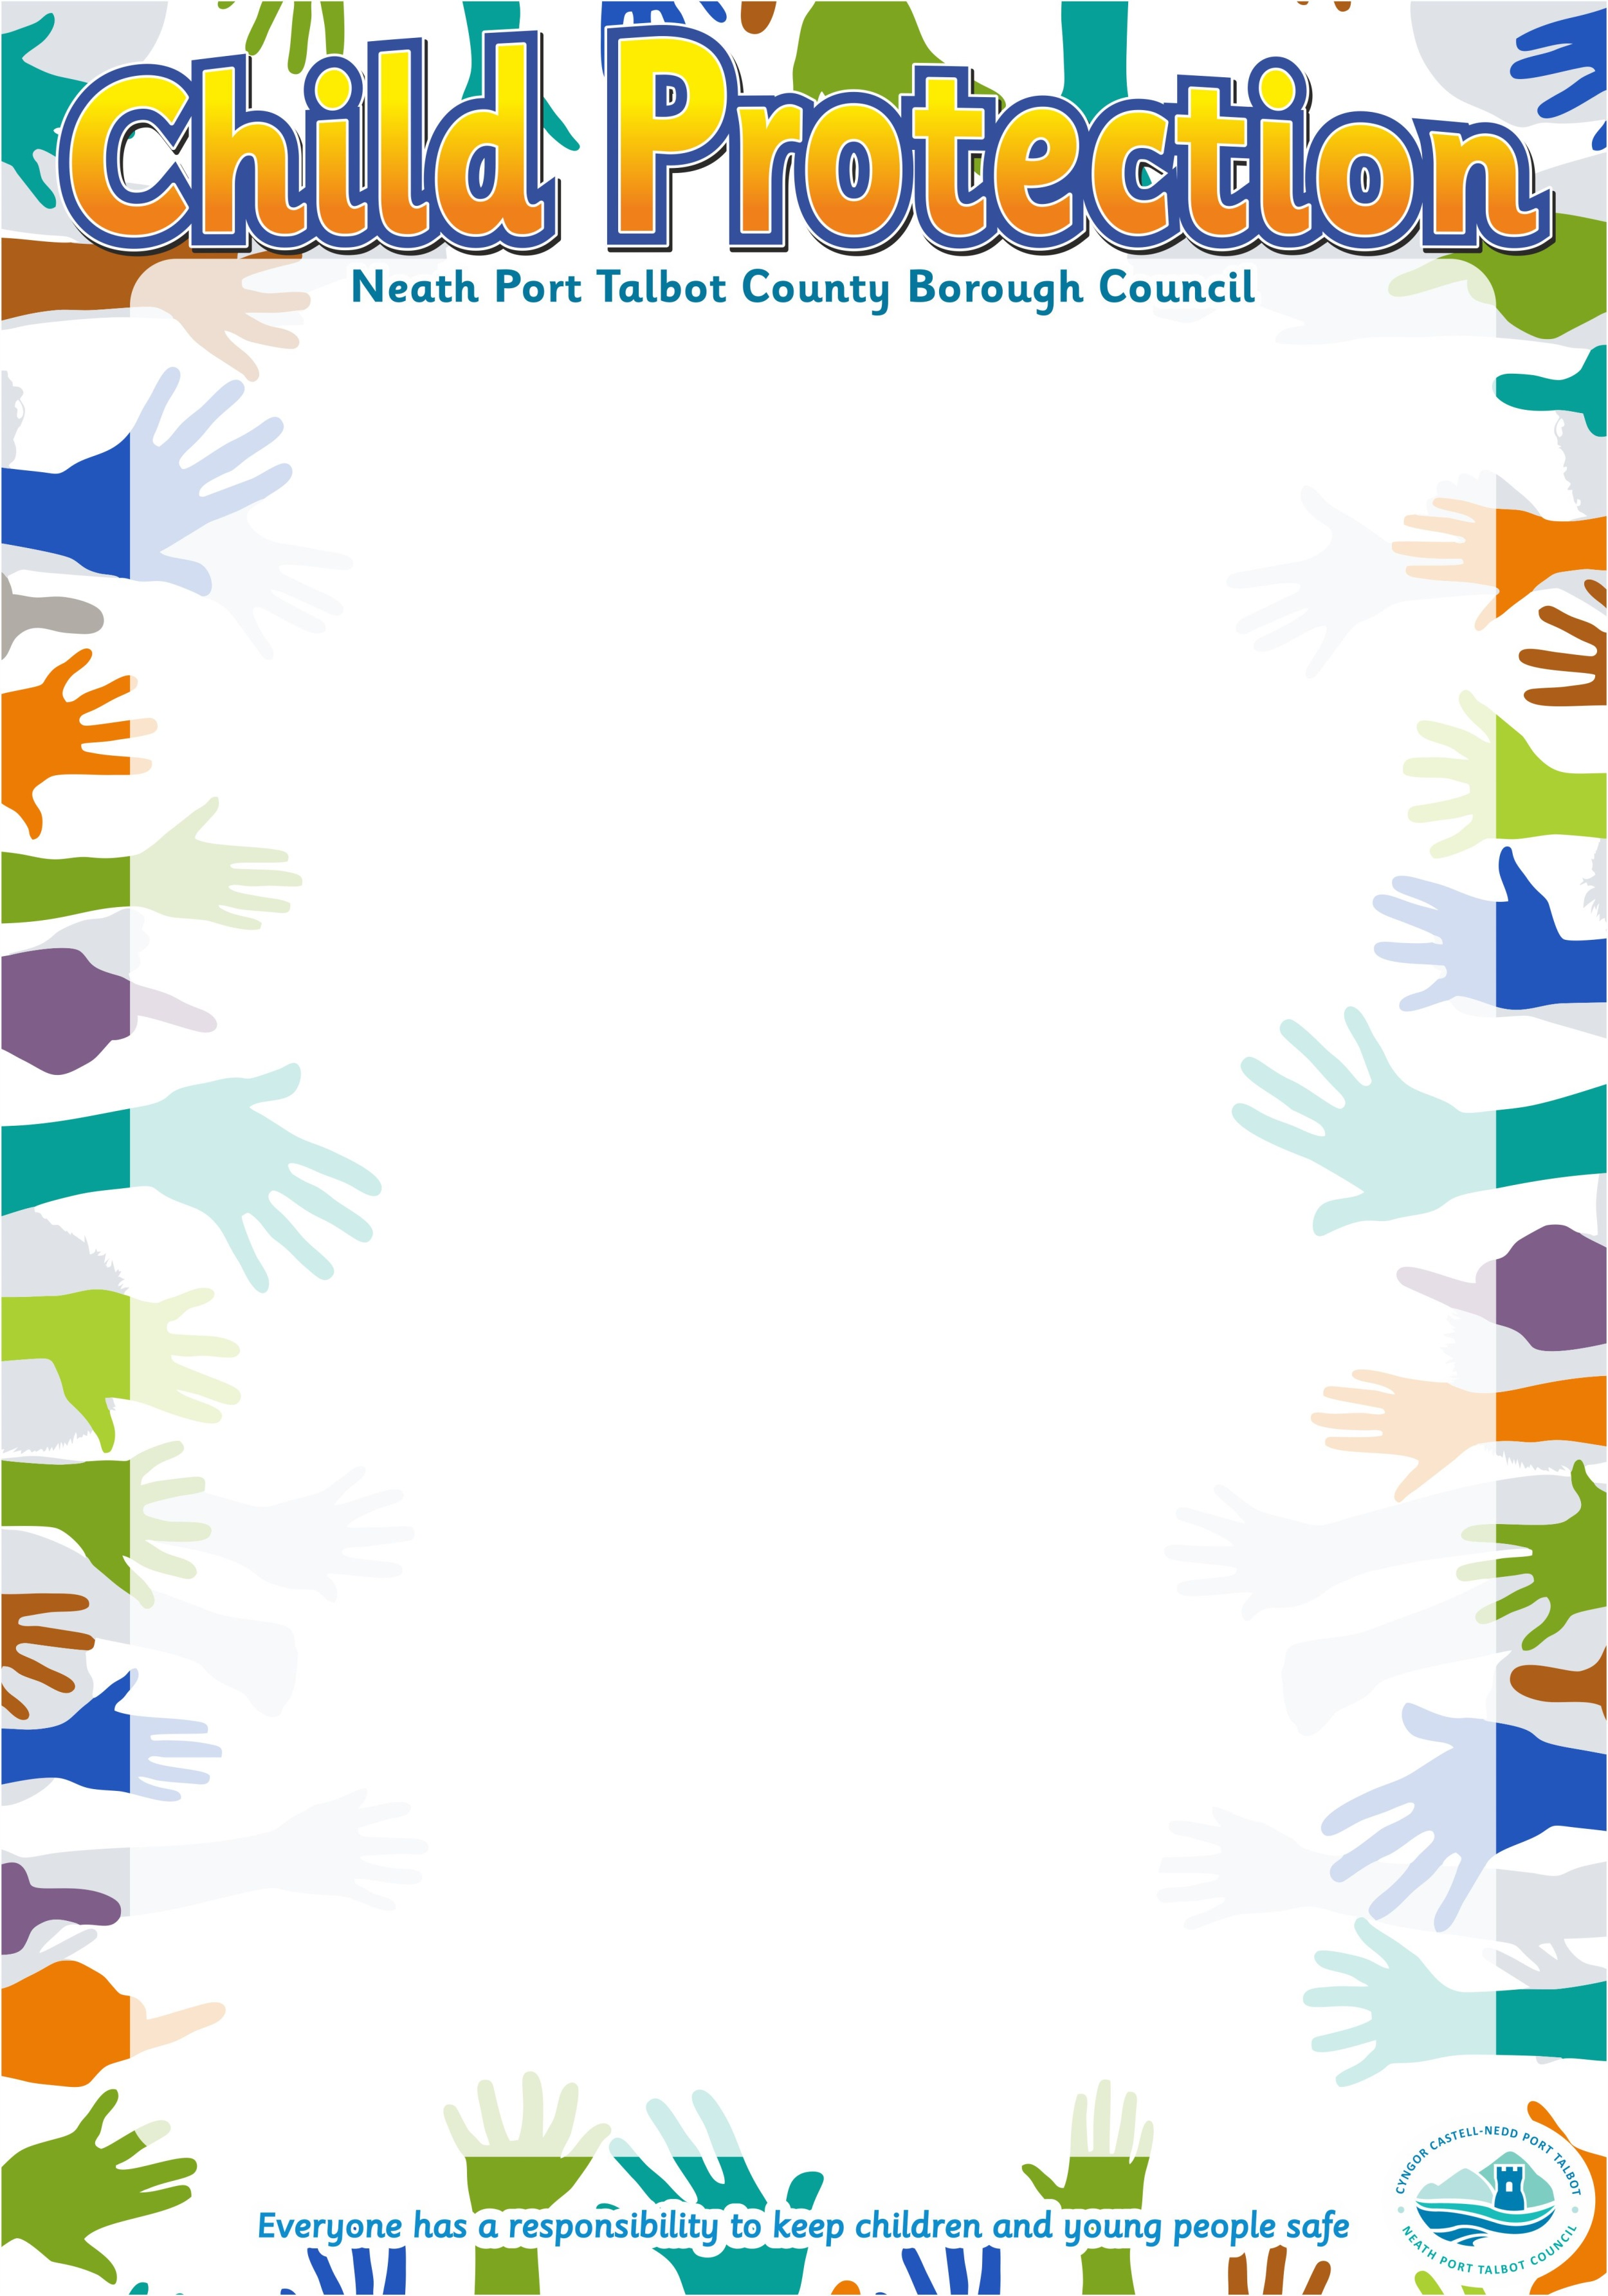 Child Protection
Neath Port Talbot County Borough Council
Everyone has a responsibility to keep children and young people safe
CYNGOR CASTELL-NEDD PORT TALBOT
NEATH PORT TALBOT COUNCIL